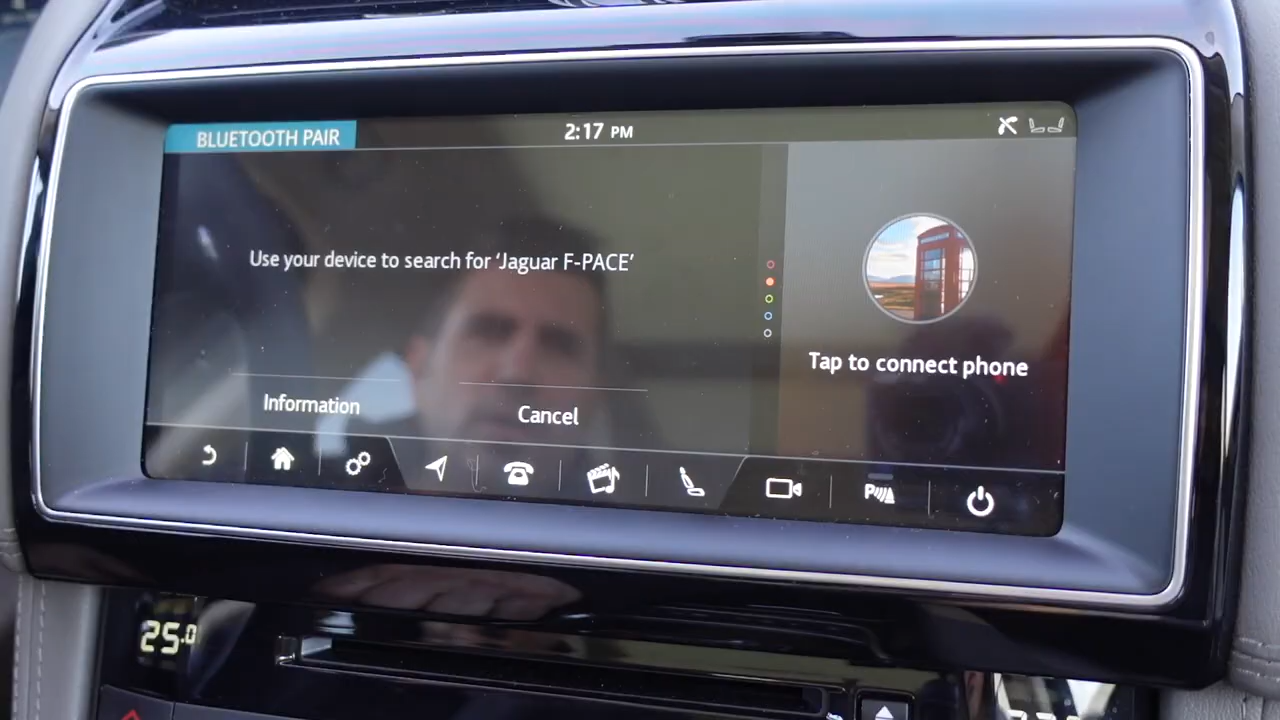 BLUETOOTH PAIR
2:17 PM
Use your device to search for ‘Jaguar F-PACE’
Tap to connect phone
Information
Cancel
P
25.0